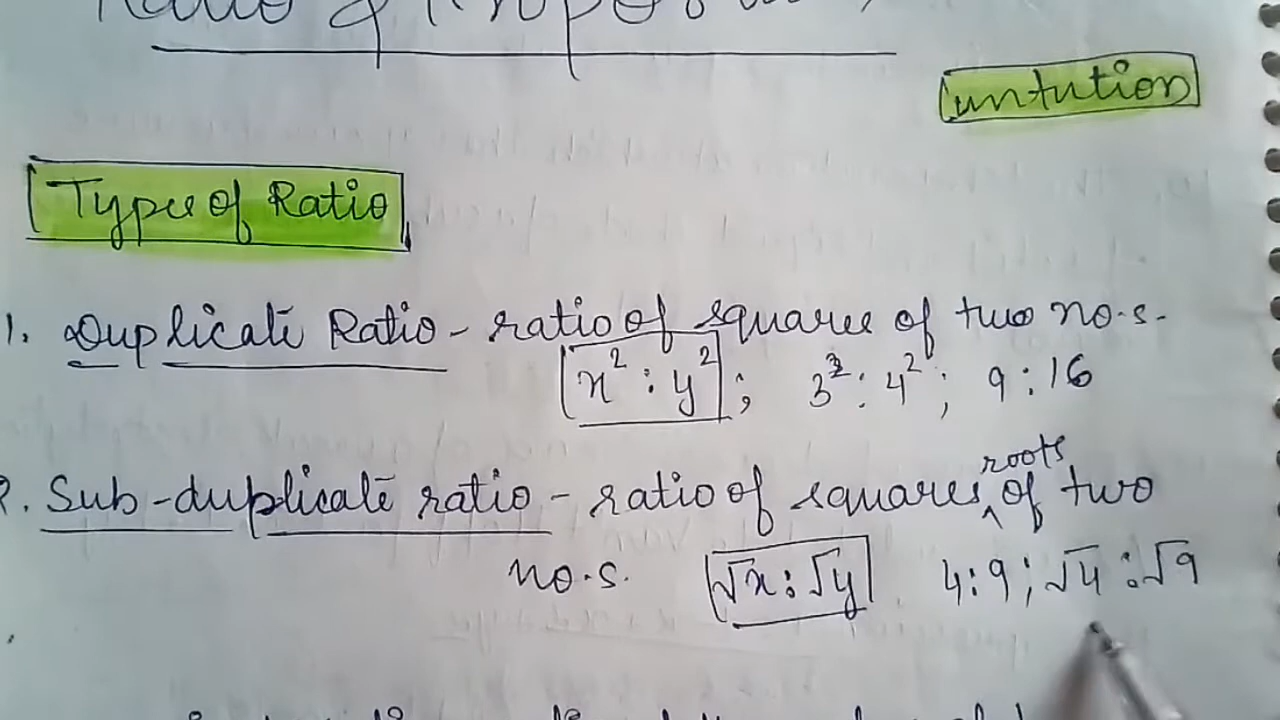 untution
Type of Ratio
1. Duplicate Ratio - ratio of squares of two no.s.
x² : y² ; 3² : 4² ; 9 : 16
2. Sub-duplicate ratio - ratio of squares roots of two
no.s. √x : √y 4 : 9 ; √4 : √9